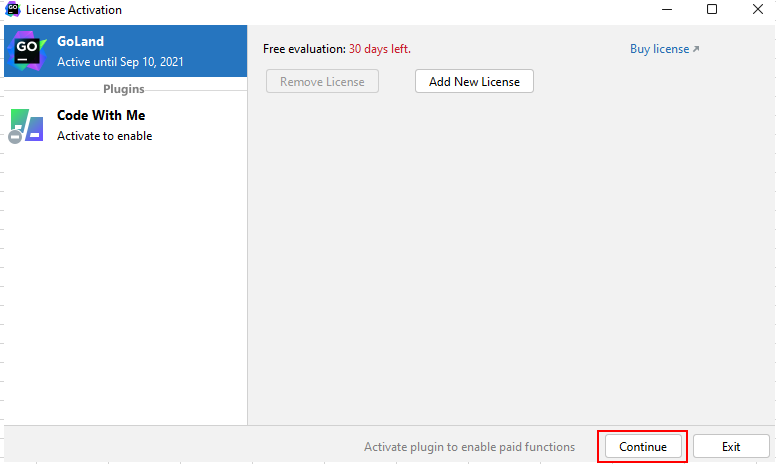 License Activation
GO
GoLand
Active until Sep 10, 2021
Plugins
Code With Me
Activate to enable
Free evaluation: 30 days left.
Buy license ↗
Remove License
Add New License
Activate plugin to enable paid functions
Continue
Exit